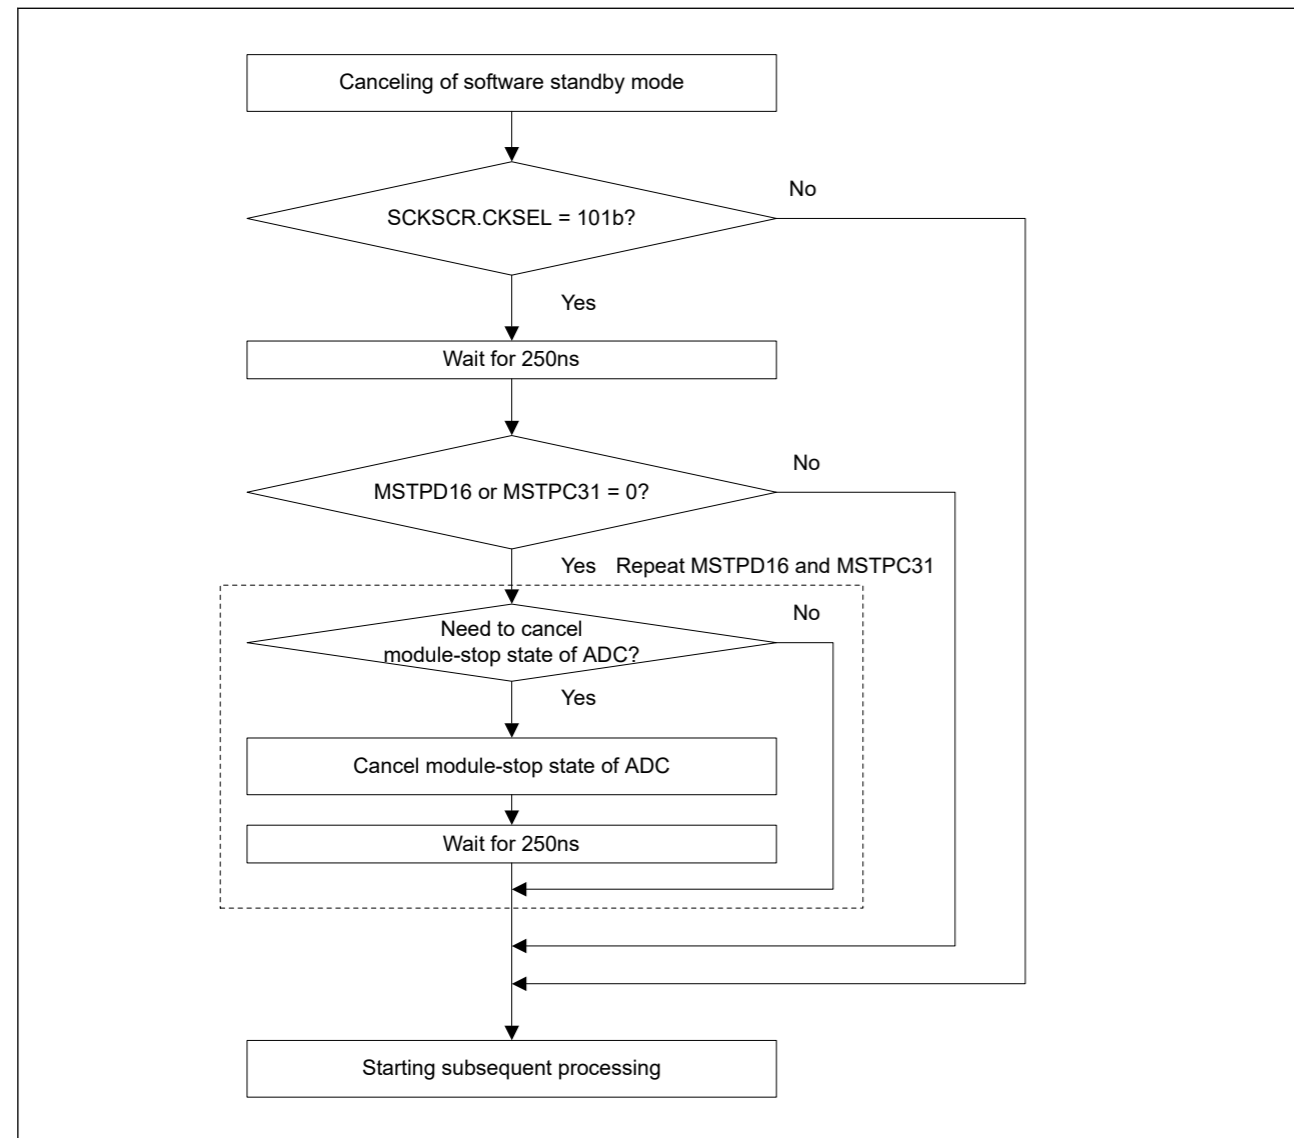 Canceling of software standby mode
No
SCKSCR.CKSEL = 101b?
Yes
Wait for 250ns
No
MSTPD16 or MSTPC31 = 0?
Yes Repeat MSTPD16 and MSTPC31
No
Need to cancel
module-stop state of ADC?
Yes
Cancel module-stop state of ADC
Wait for 250ns
Starting subsequent processing